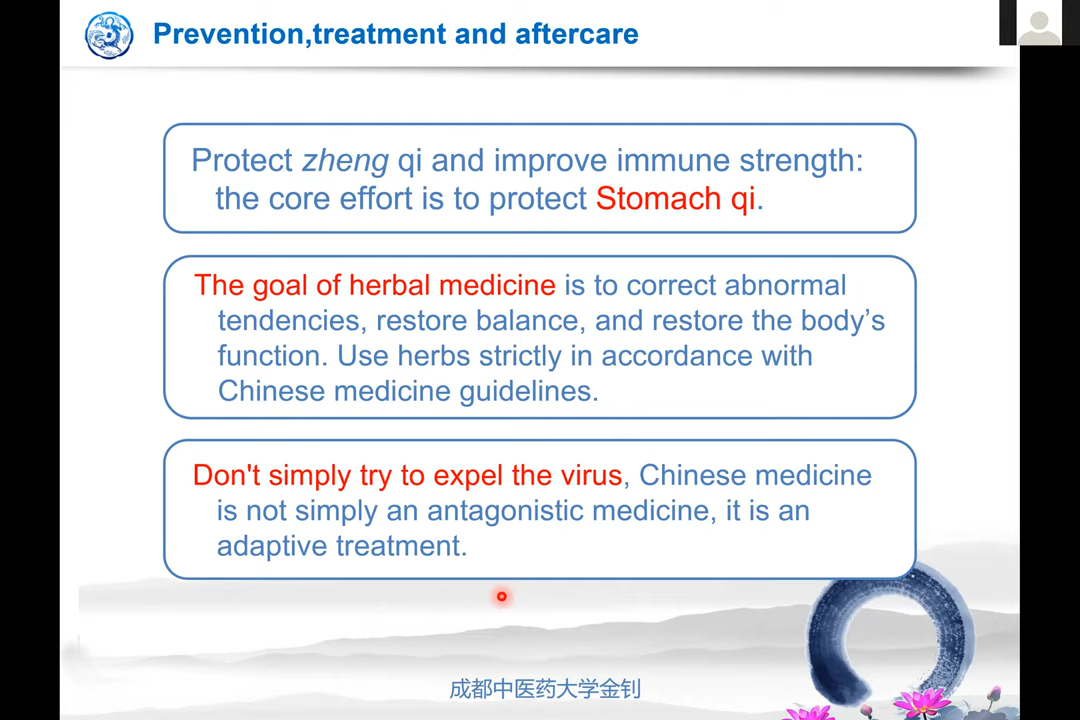 Prevention,treatment and aftercare
Protect zheng qi and improve immune strength:
the core effort is to protect Stomach qi.
The goal of herbal medicine is to correct abnormal
tendencies, restore balance, and restore the body’s
function. Use herbs strictly in accordance with
Chinese medicine guidelines.
Don't simply try to expel the virus, Chinese medicine
is not simply an antagonistic medicine, it is an
adaptive treatment.
成都中医药大学金钊